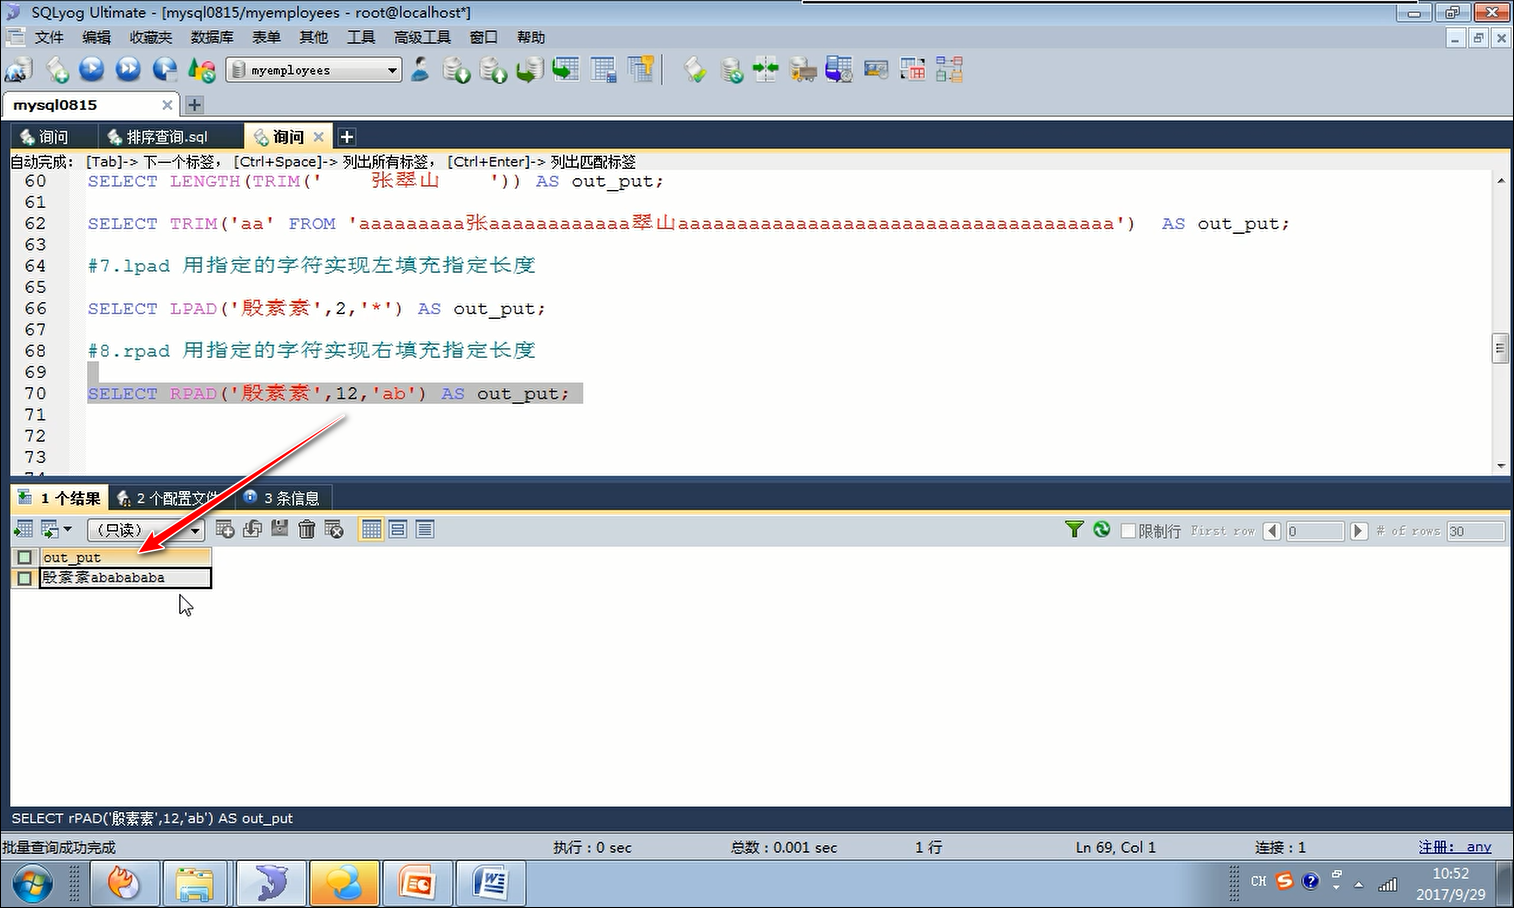 SQLyog Ultimate - [mysql0815/myemployees - root@localhost*]
文件 编辑 收藏夹 数据库 表单 其他 工具 高级工具 窗口 帮助
myemployees
mysql0815
询问 排序查询.sql 询问
自动完成: [Tab]-> 下一个标签, [Ctrl+Space]-> 列出所有标签, [Ctrl+Enter]-> 列出匹配标签
60 SELECT LENGTH(TRIM('    张翠山    ')) AS out_put;
61
62 SELECT TRIM('aa' FROM 'aaaaaaaaa张aaaaaaaaaaaa翠山aaaaaaaaaaaaaaaaaaaaaaaaaaaaaaaaaaaaa')  AS out_put;
63
64 #7.lpad 用指定的字符实现左填充指定长度
65
66 SELECT LPAD('殷素素',2,'*') AS out_put;
67
68 #8.rpad 用指定的字符实现右填充指定长度
69
70 SELECT RPAD('殷素素',12,'ab') AS out_put;
71
72
73
74
1 个结果 2 个配置文件 3 条信息
(只读) 限制行 First row 0 # of rows 30
out_put
殷素素ababababa
SELECT rPAD('殷素素',12,'ab') AS out_put
批量查询成功完成 执行 : 0 sec 总数 : 0.001 sec 1 行 Ln 69, Col 1 连接 : 1 注册: any
CH 10:52
2017/9/29